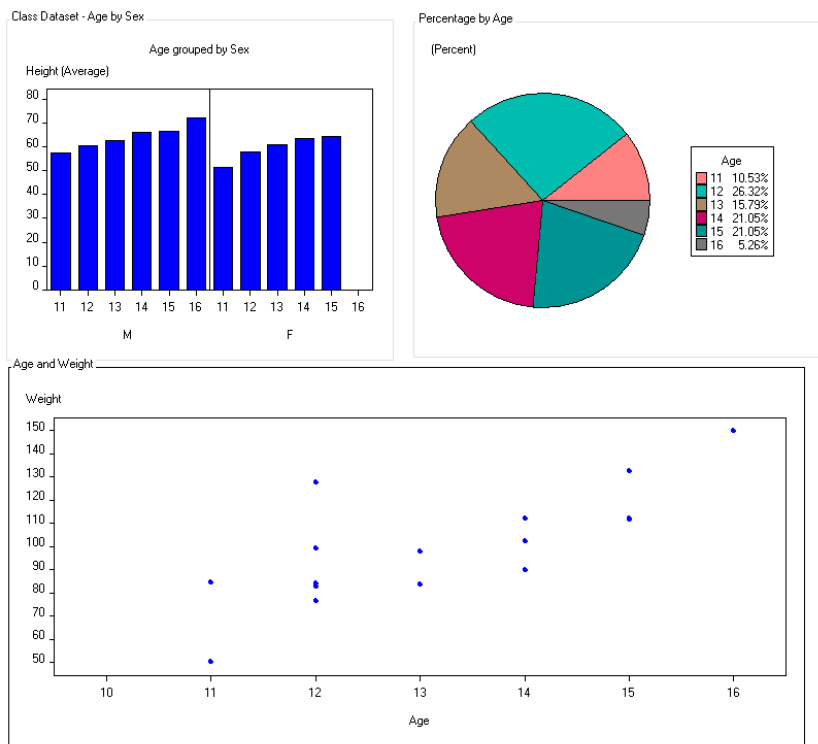 Class Dataset - Age by Sex
Age grouped by Sex
Height (Average)
80
70
60
50
40
30
20
10
0
11 12 13 14 15 16 11 12 13 14 15 16
M F
Percentage by Age
(Percent)
Age
11 10.53%
12 26.32%
13 15.79%
14 21.05%
15 21.05%
16 5.26%
Age and Weight
Weight
150
140
130
120
110
100
90
80
70
60
50
10 11 12 13 14 15 16
Age